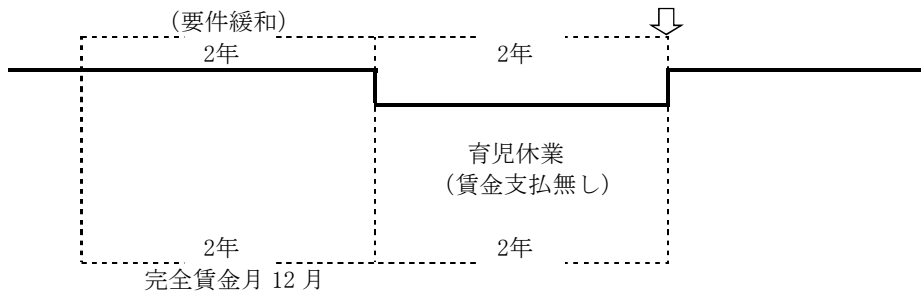 （要件緩和）
2年
2年
育児休業
（賃金支払無し）
2年
2年
完全賃金月 12 月